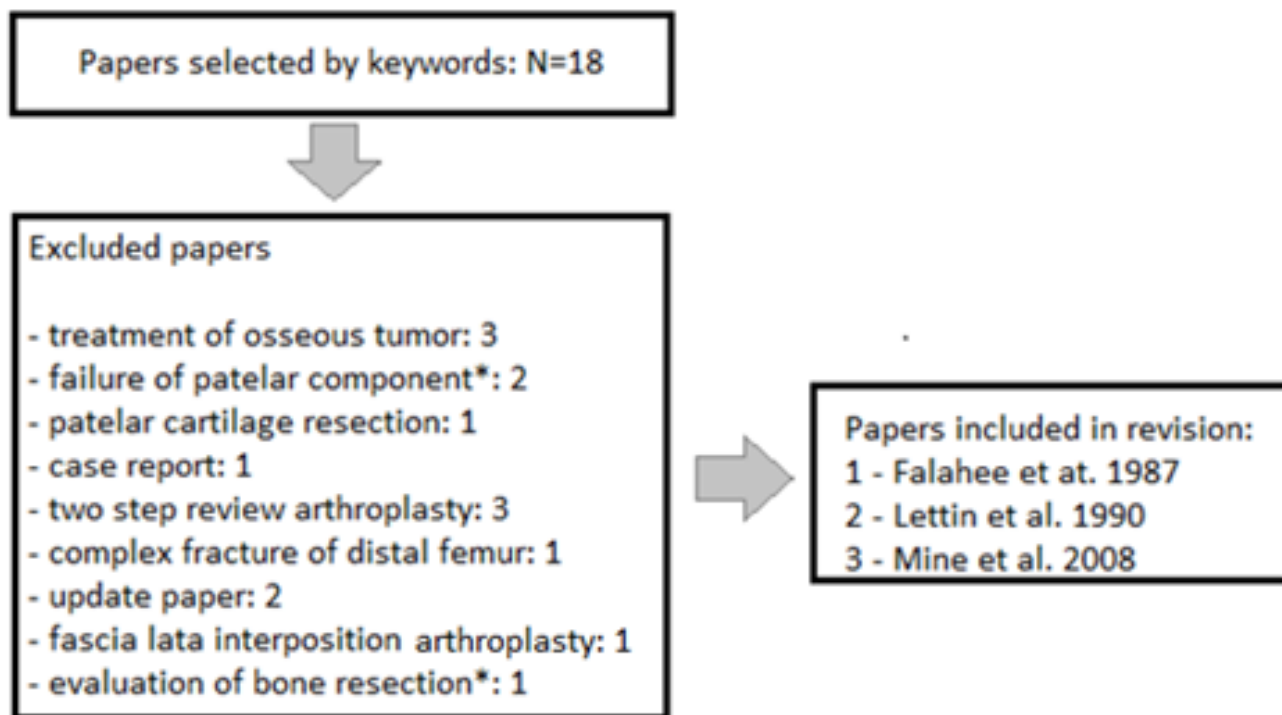 Papers selected by keywords: N=18
Excluded papers
- treatment of osseous tumor: 3
- failure of patelar component*: 2
- patelar cartilage resection: 1
- case report: 1
- two step review arthroplasty: 3
- complex fracture of distal femur: 1
- update paper: 2
- fascia lata interposition arthroplasty: 1
- evaluation of bone resection*: 1
Papers included in revision:
1 - Falahee et at. 1987
2 - Lettin et al. 1990
3 - Mine et al. 2008